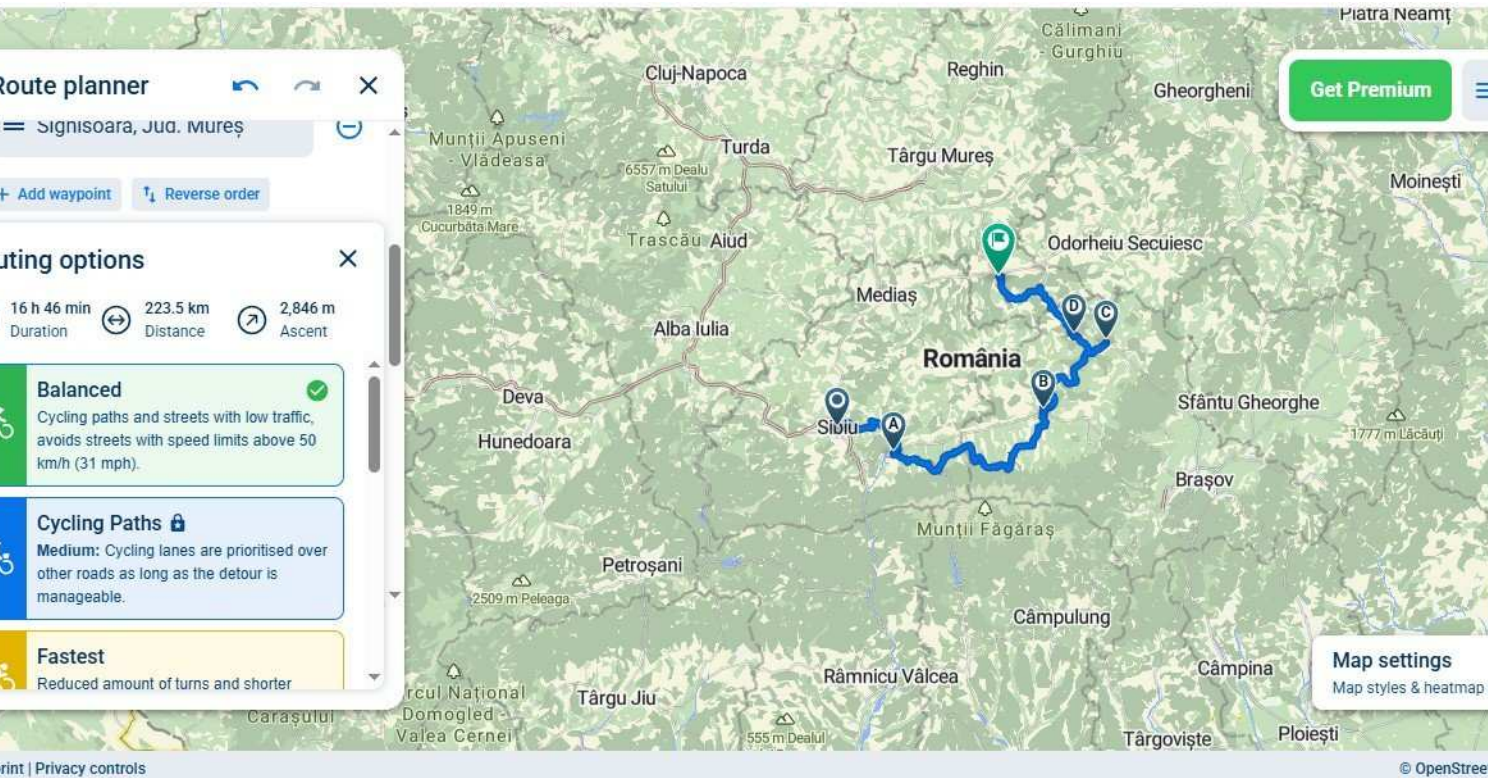 Route planner
Sighisoara, Jud. Mureș
+ Add waypoint
Reverse order
uting options
16 h 46 min
Duration
223.5 km
Distance
2,846 m
Ascent
Balanced
Cycling paths and streets with low traffic,
avoids streets with speed limits above 50
km/h (31 mph).
Cycling Paths
Medium: Cycling lanes are prioritised over
other roads as long as the detour is
manageable.
Fastest
Reduced amount of turns and shorter
Get Premium
Piatra Neamț
Călimani
- Gurghiu
Cluj-Napoca
Reghin
Gheorgheni
Munții Apuseni
- Vlădeasa
Turda
Târgu Mureș
6557 m Dealu
Satului
Moinești
1849 m
Cucurbăta Mare
Trascău
Aiud
Odorheiu Secuiesc
Mediaș
D
C
Alba Iulia
România
B
Deva
Sfântu Gheorghe
Sibiu
A
Hunedoara
1777 m Lăcăuți
Brașov
Munții Făgăraș
Petroșani
2509 m Peleaga
Câmpulung
Râmnicu Vâlcea
Câmpina
Map settings
Map styles & heatmap
rcul Național
Domogled -
Valea Cernei
Târgu Jiu
Carașului
555 m Dealul
Târgoviște
Ploiești
rint | Privacy controls
© OpenStree